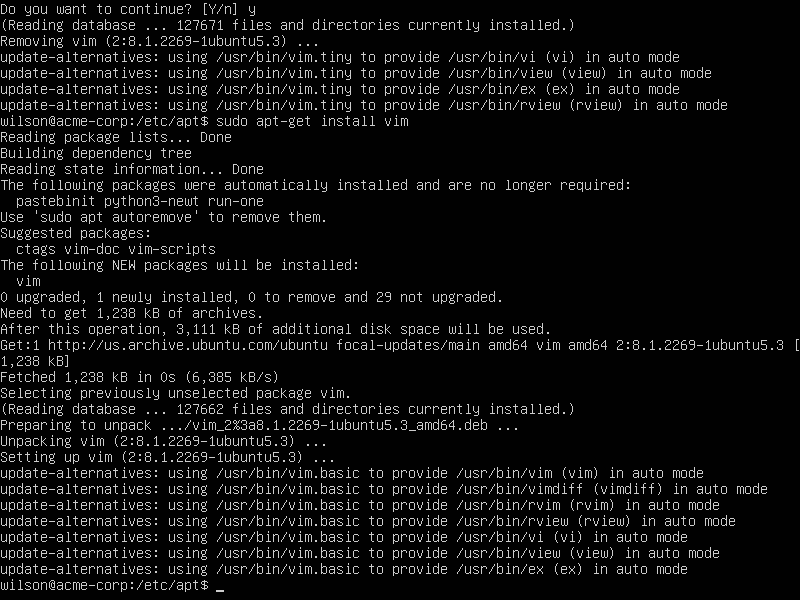 Do you want to continue? [Y/n] y
(Reading database ... 127671 files and directories currently installed.)
Removing vim (2:8.1.2269-1ubuntu5.3) ...
update-alternatives: using /usr/bin/vim.tiny to provide /usr/bin/vi (vi) in auto mode
update-alternatives: using /usr/bin/vim.tiny to provide /usr/bin/view (view) in auto mode
update-alternatives: using /usr/bin/vim.tiny to provide /usr/bin/ex (ex) in auto mode
update-alternatives: using /usr/bin/vim.tiny to provide /usr/bin/rview (rview) in auto mode
wilson@acme-corp:/etc/apt$ sudo apt-get install vim
Reading package lists... Done
Building dependency tree
Reading state information... Done
The following packages were automatically installed and are no longer required:
  pastebinit python3-newt run-one
Use 'sudo apt autoremove' to remove them.
Suggested packages:
  ctags vim-doc vim-scripts
The following NEW packages will be installed:
  vim
0 upgraded, 1 newly installed, 0 to remove and 29 not upgraded.
Need to get 1,238 kB of archives.
After this operation, 3,111 kB of additional disk space will be used.
Get:1 http://us.archive.ubuntu.com/ubuntu focal-updates/main amd64 vim amd64 2:8.1.2269-1ubuntu5.3 [
1,238 kB]
Fetched 1,238 kB in 0s (6,385 kB/s)
Selecting previously unselected package vim.
(Reading database ... 127662 files and directories currently installed.)
Preparing to unpack .../vim_2%3a8.1.2269-1ubuntu5.3_amd64.deb ...
Unpacking vim (2:8.1.2269-1ubuntu5.3) ...
Setting up vim (2:8.1.2269-1ubuntu5.3) ...
update-alternatives: using /usr/bin/vim.basic to provide /usr/bin/vim (vim) in auto mode
update-alternatives: using /usr/bin/vim.basic to provide /usr/bin/vimdiff (vimdiff) in auto mode
update-alternatives: using /usr/bin/vim.basic to provide /usr/bin/rvim (rvim) in auto mode
update-alternatives: using /usr/bin/vim.basic to provide /usr/bin/rview (rview) in auto mode
update-alternatives: using /usr/bin/vim.basic to provide /usr/bin/vi (vi) in auto mode
update-alternatives: using /usr/bin/vim.basic to provide /usr/bin/view (view) in auto mode
update-alternatives: using /usr/bin/vim.basic to provide /usr/bin/ex (ex) in auto mode
wilson@acme-corp:/etc/apt$ _